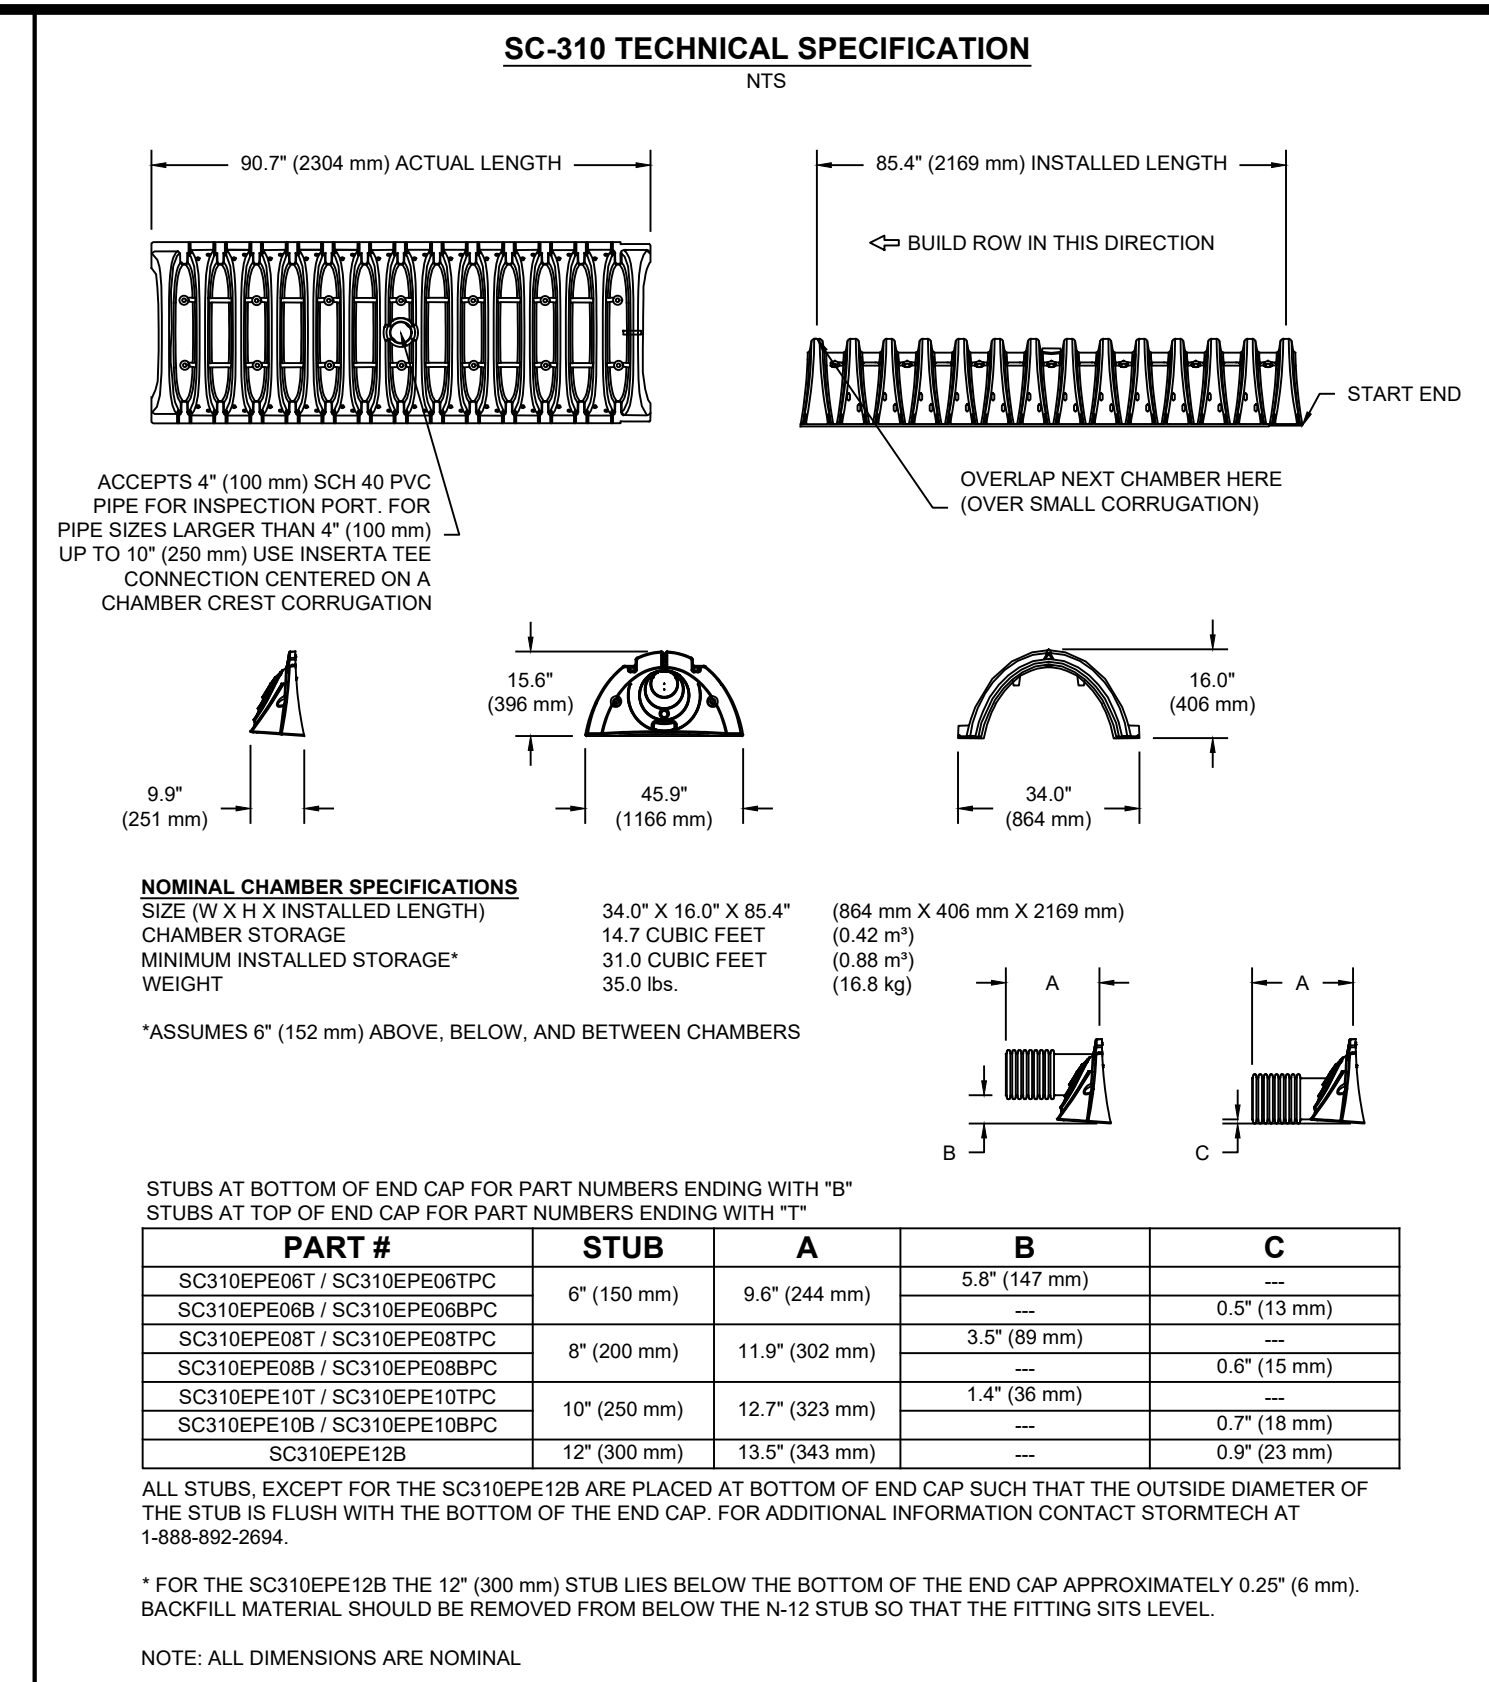 SC-310 TECHNICAL SPECIFICATION
NTS
90.7" (2304 mm) ACTUAL LENGTH
85.4" (2169 mm) INSTALLED LENGTH
BUILD ROW IN THIS DIRECTION
START END
ACCEPTS 4" (100 mm) SCH 40 PVC
PIPE FOR INSPECTION PORT. FOR
PIPE SIZES LARGER THAN 4" (100 mm)
UP TO 10" (250 mm) USE INSERTA TEE
CONNECTION CENTERED ON A
CHAMBER CREST CORRUGATION
OVERLAP NEXT CHAMBER HERE
(OVER SMALL CORRUGATION)
15.6"
(396 mm)
16.0"
(406 mm)
9.9"
(251 mm)
45.9"
(1166 mm)
34.0"
(864 mm)
NOMINAL CHAMBER SPECIFICATIONS
SIZE (W X H X INSTALLED LENGTH) 34.0" X 16.0" X 85.4" (864 mm X 406 mm X 2169 mm)
CHAMBER STORAGE 14.7 CUBIC FEET (0.42 m³)
MINIMUM INSTALLED STORAGE* 31.0 CUBIC FEET (0.88 m³)
WEIGHT 35.0 lbs. (16.8 kg)
*ASSUMES 6" (152 mm) ABOVE, BELOW, AND BETWEEN CHAMBERS
A
A
B
C
STUBS AT BOTTOM OF END CAP FOR PART NUMBERS ENDING WITH "B"
STUBS AT TOP OF END CAP FOR PART NUMBERS ENDING WITH "T"
PART # STUB A B C
SC310EPE06T / SC310EPE06TPC 6" (150 mm) 9.6" (244 mm) 5.8" (147 mm) ---
SC310EPE06B / SC310EPE06BPC --- 0.5" (13 mm)
SC310EPE08T / SC310EPE08TPC 8" (200 mm) 11.9" (302 mm) 3.5" (89 mm) ---
SC310EPE08B / SC310EPE08BPC --- 0.6" (15 mm)
SC310EPE10T / SC310EPE10TPC 10" (250 mm) 12.7" (323 mm) 1.4" (36 mm) ---
SC310EPE10B / SC310EPE10BPC --- 0.7" (18 mm)
SC310EPE12B 12" (300 mm) 13.5" (343 mm) --- 0.9" (23 mm)
ALL STUBS, EXCEPT FOR THE SC310EPE12B ARE PLACED AT BOTTOM OF END CAP SUCH THAT THE OUTSIDE DIAMETER OF
THE STUB IS FLUSH WITH THE BOTTOM OF THE END CAP. FOR ADDITIONAL INFORMATION CONTACT STORMTECH AT
1-888-892-2694.
* FOR THE SC310EPE12B THE 12" (300 mm) STUB LIES BELOW THE BOTTOM OF THE END CAP APPROXIMATELY 0.25" (6 mm).
BACKFILL MATERIAL SHOULD BE REMOVED FROM BELOW THE N-12 STUB SO THAT THE FITTING SITS LEVEL.
NOTE: ALL DIMENSIONS ARE NOMINAL